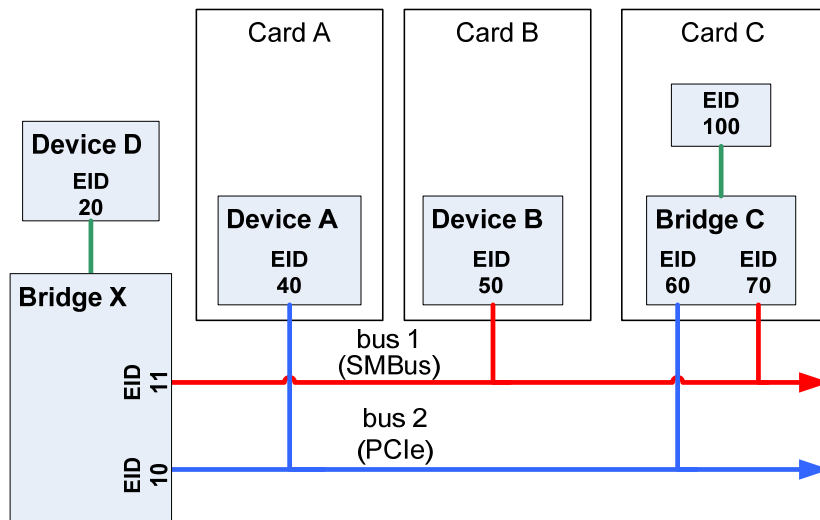 Card A
Card B
Card C
EID
100
Device D
EID
20
Device A
EID
40
Device B
EID
50
Bridge C
EID
60
EID
70
Bridge X
bus 1
(SMBus)
EID
11
bus 2
(PCIe)
EID
10